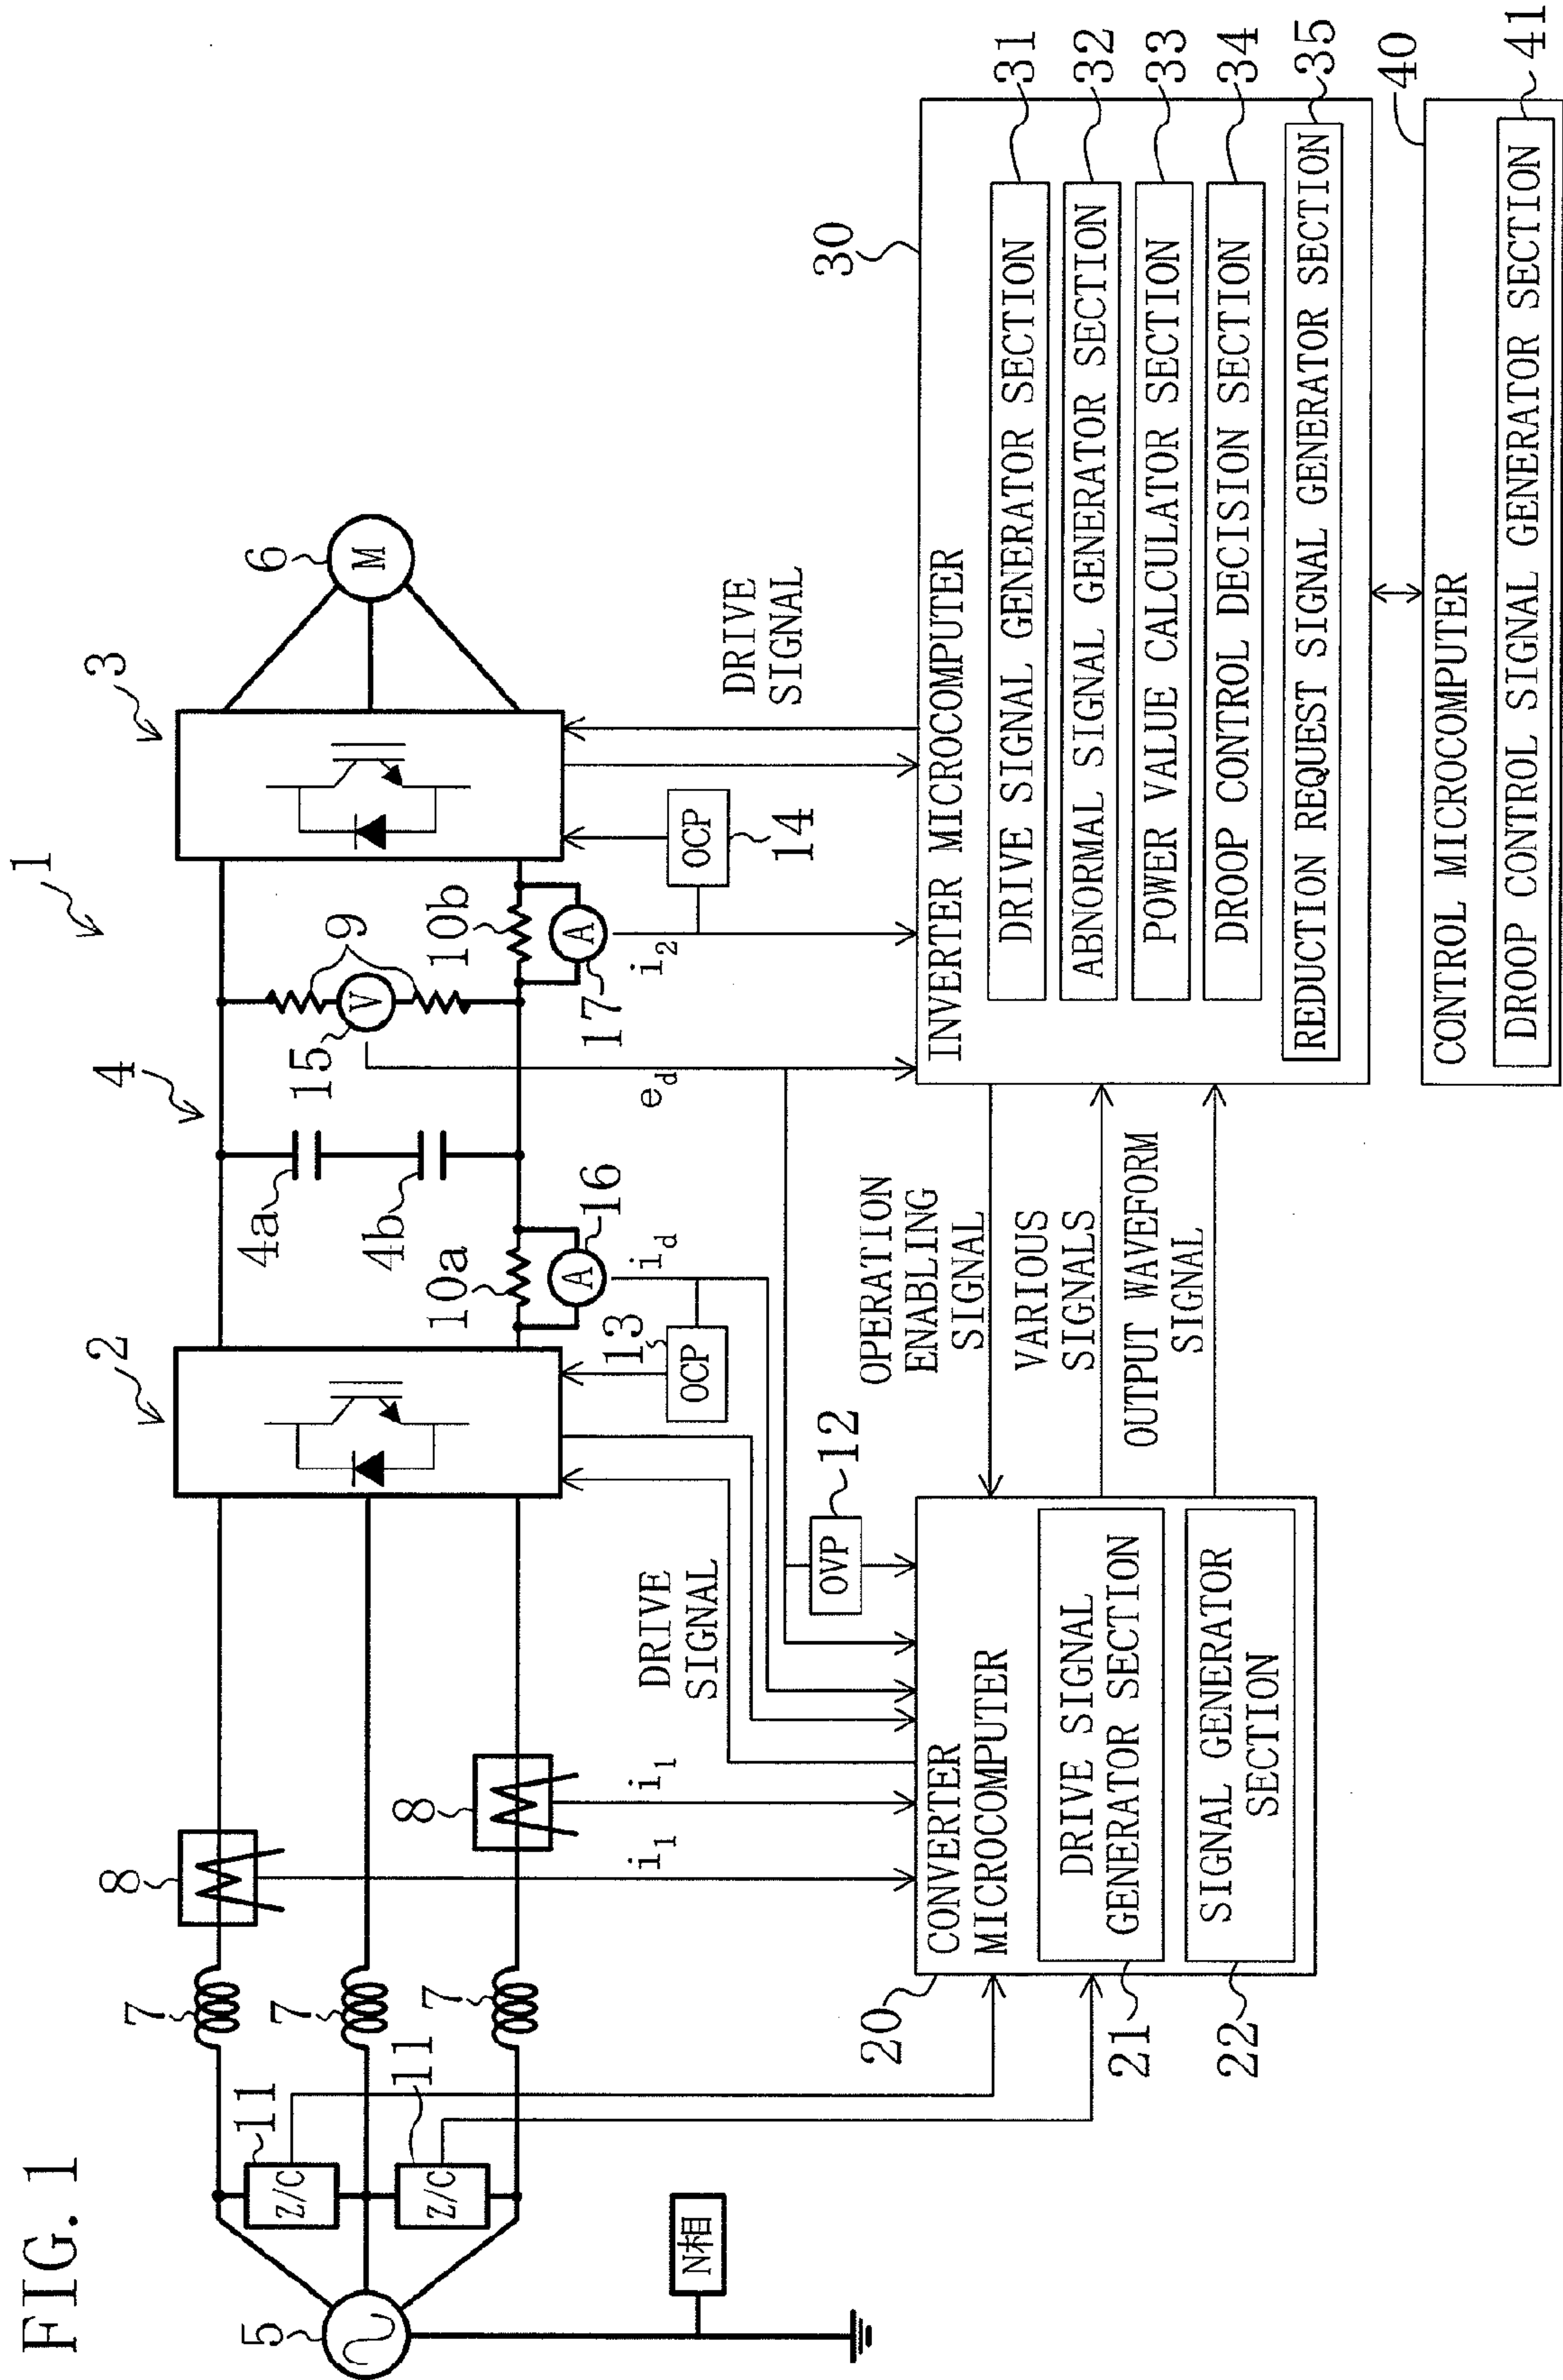 FIG. 1
1
2
3
4
5
6
M
7
7
7
8
8
i1
i1
11
11
Z/C
Z/C
N相
4a
4b
9
15
V
10a
10b
16
A
17
A
id
i2
ed
13
OCP
14
OCP
12
OVP
DRIVE
SIGNAL
DRIVE
SIGNAL
20
CONVERTER
MICROCOMPUTER
DRIVE SIGNAL
GENERATOR SECTION
21
SIGNAL GENERATOR
SECTION
22
OPERATION
ENABLING
SIGNAL
VARIOUS
SIGNALS
OUTPUT WAVEFORM
SIGNAL
30
INVERTER MICROCOMPUTER
DRIVE SIGNAL GENERATOR SECTION
31
ABNORMAL SIGNAL GENERATOR SECTION
32
POWER VALUE CALCULATOR SECTION
33
DROOP CONTROL DECISION SECTION
34
REDUCTION REQUEST SIGNAL GENERATOR SECTION
35
40
CONTROL MICROCOMPUTER
DROOP CONTROL SIGNAL GENERATOR SECTION
41